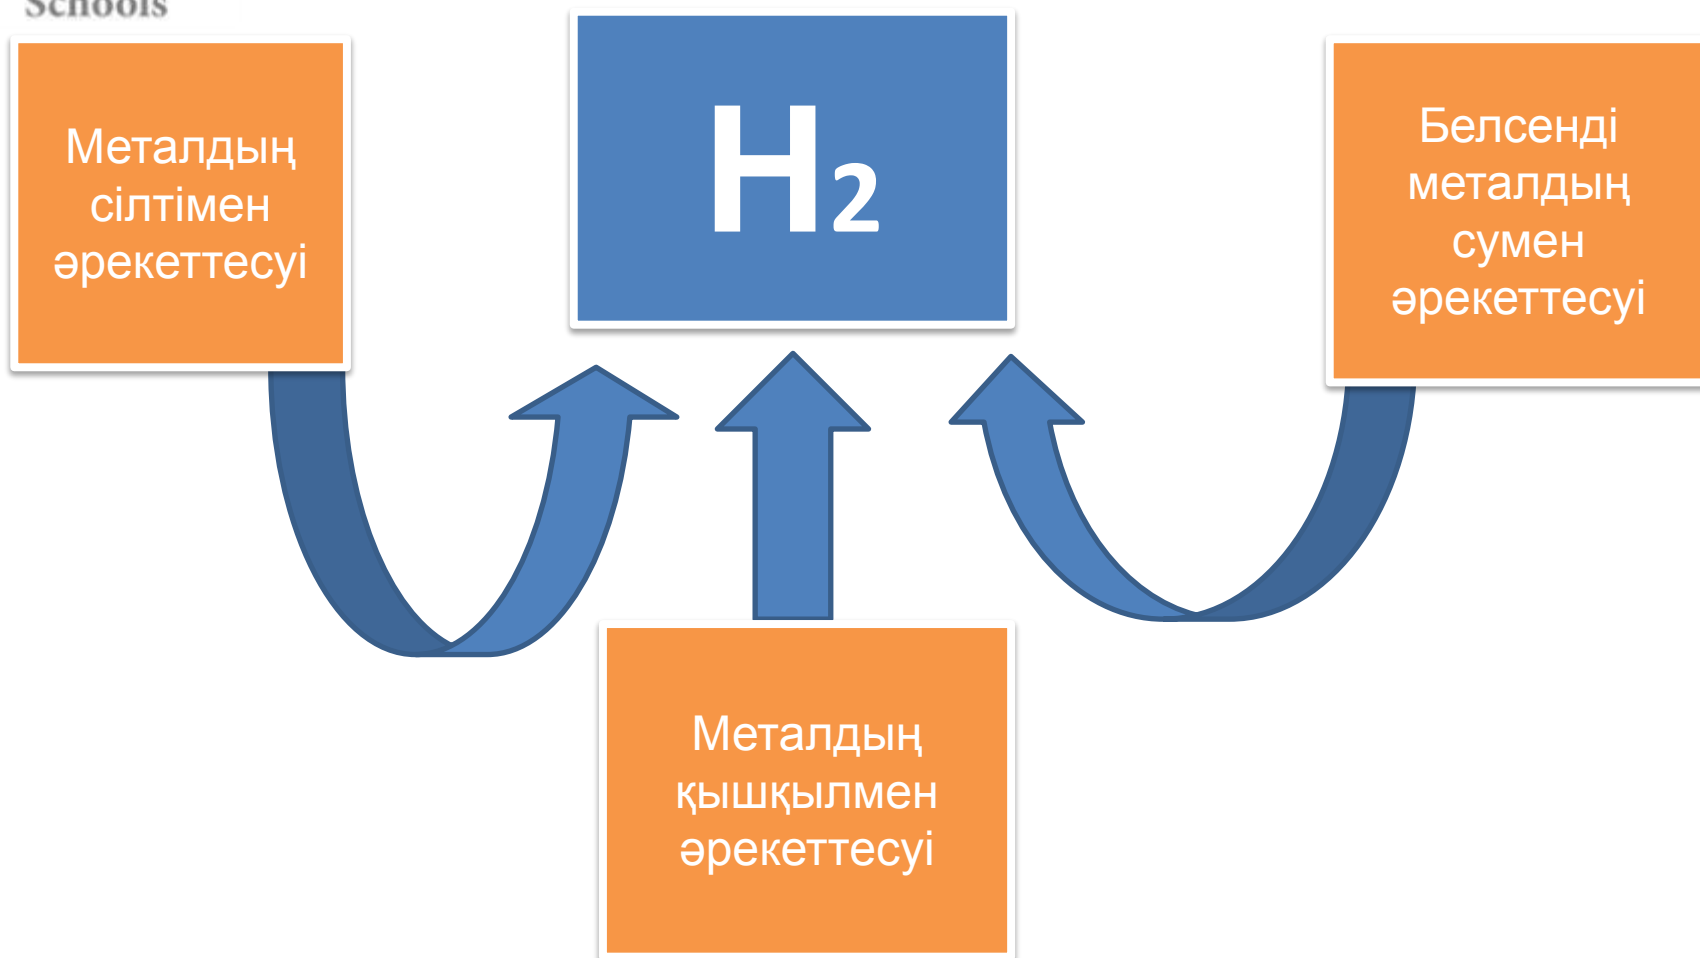 Schools
Металдың
сілтімен
әрекеттесуі
H2
Белсенді
металдың
сумен
әрекеттесуі
Металдың
қышқылмен
әрекеттесуі